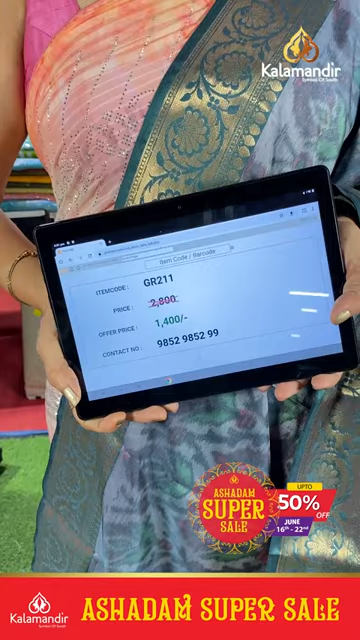 Kalamandir
Symbol Of South
Item Code / Barcode
ITEMCODE : GR211
PRICE : 2,800
OFFER PRICE : 1,400/-
CONTACT NO : 9852 9852 99
ASHADAM
SUPER
SALE
UPTO
50% OFF
JUNE
16th - 22nd
Kalamandir
Symbol Of South
ASHADAM SUPER SALE